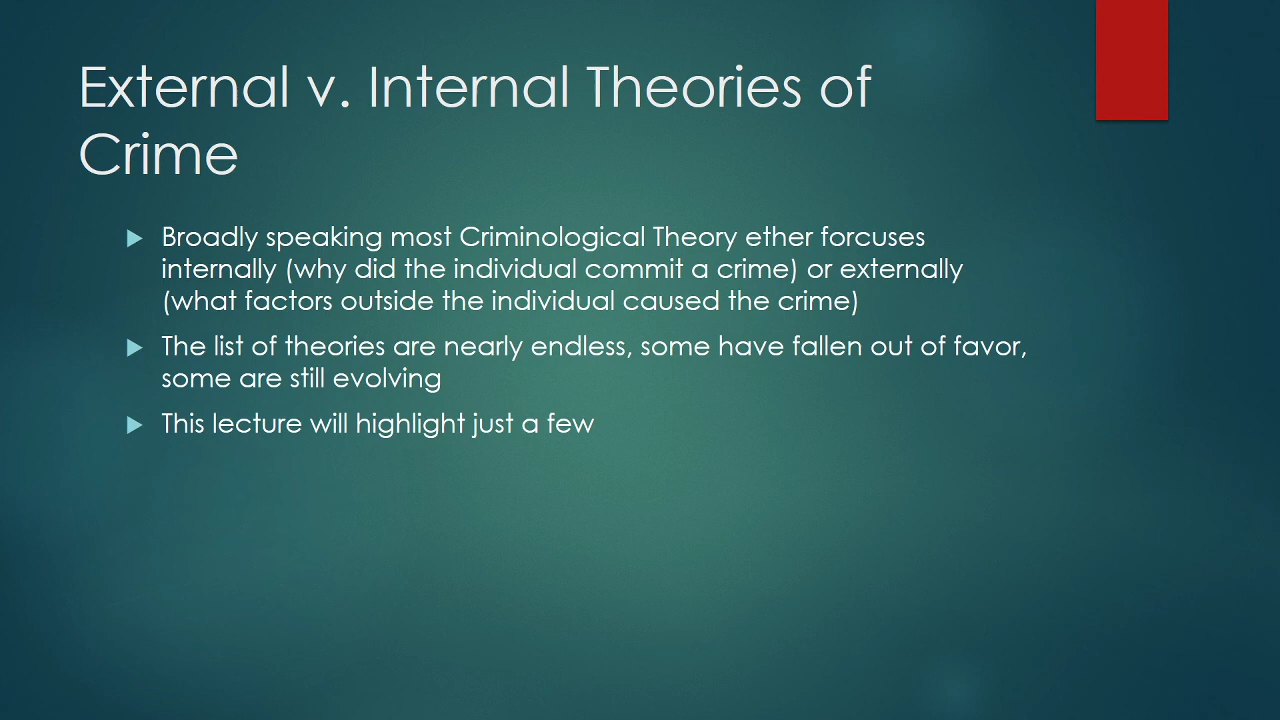 External v. Internal Theories of
Crime
Broadly speaking most Criminological Theory ether forcuses
internally (why did the individual commit a crime) or externally
(what factors outside the individual caused the crime)
The list of theories are nearly endless, some have fallen out of favor,
some are still evolving
This lecture will highlight just a few